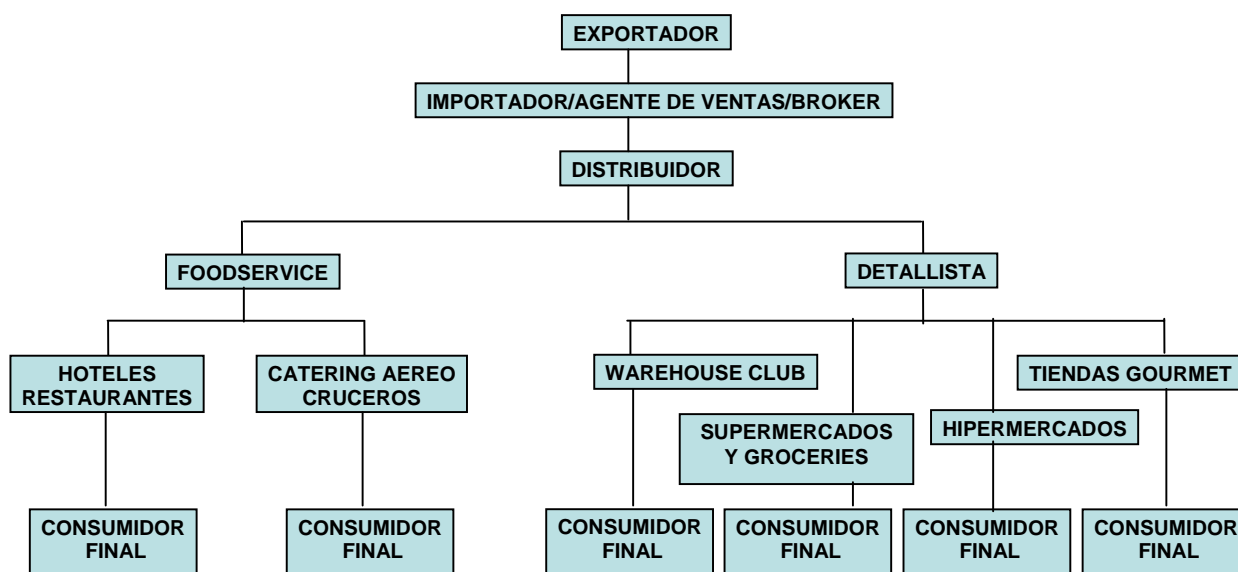 EXPORTADOR
IMPORTADOR/AGENTE DE VENTAS/BROKER
DISTRIBUIDOR
FOODSERVICE
DETALLISTA
HOTELES
RESTAURANTES
CATERING AEREO
CRUCEROS
WAREHOUSE CLUB
TIENDAS GOURMET
SUPERMERCADOS
Y GROCERIES
HIPERMERCADOS
CONSUMIDOR
FINAL
CONSUMIDOR
FINAL
CONSUMIDOR
FINAL
CONSUMIDOR
FINAL
CONSUMIDOR
FINAL
CONSUMIDOR
FINAL